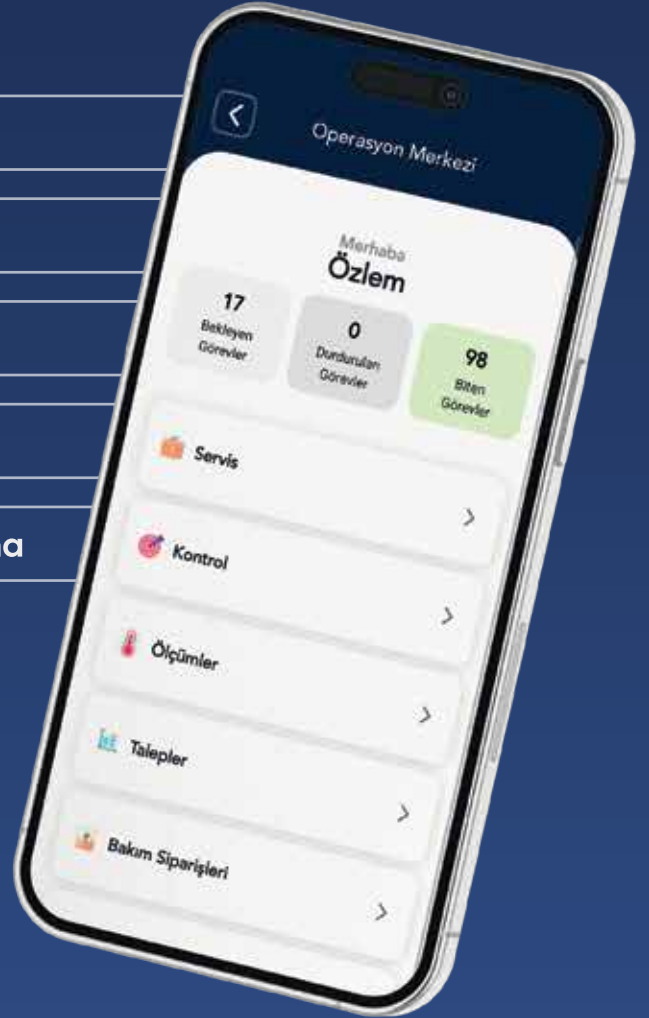 Operasyon Merkezi
Merhaba
Özlem
17
Bekleyen
Görevler
0
Durdurulan
Görevler
98
Biten
Görevler
Servis
Kontrol
Ölçümler
Talepler
Bakım Siparişleri